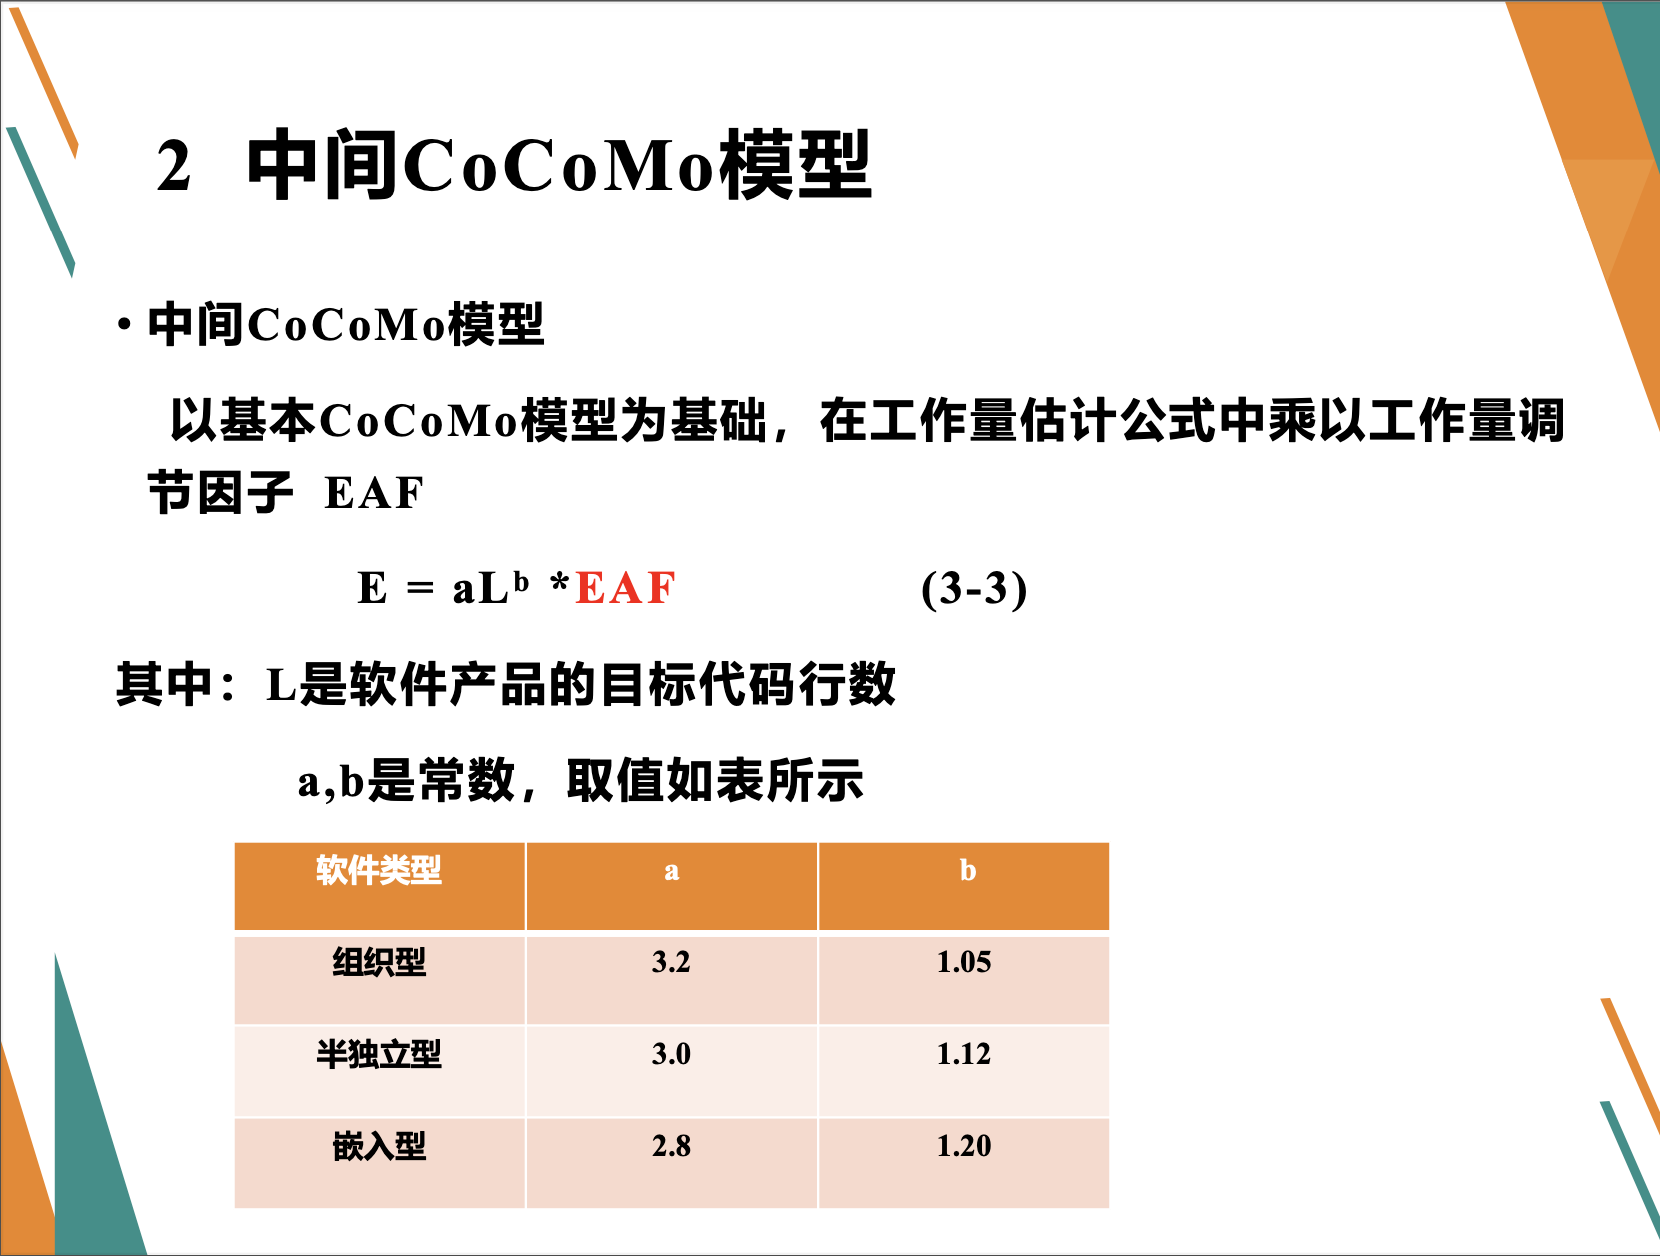 2 中间CoCoMo模型
• 中间CoCoMo模型
以基本CoCoMo模型为基础，在工作量估计公式中乘以工作量调
节因子 EAF
E = aLᵇ *EAF (3-3)
其中：L是软件产品的目标代码行数
a,b是常数，取值如表所示
软件类型 a b
组织型 3.2 1.05
半独立型 3.0 1.12
嵌入型 2.8 1.20